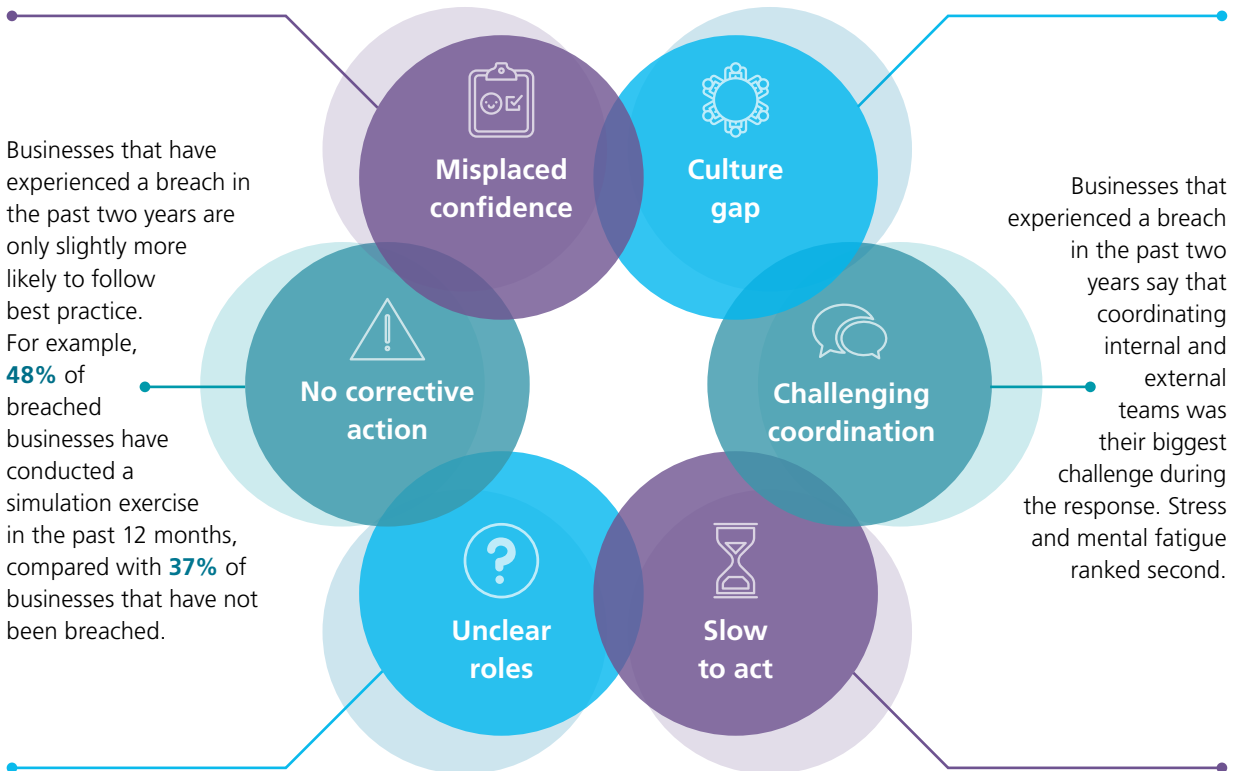 Misplaced
confidence
Culture
gap
Businesses that have
experienced a breach in
the past two years are
only slightly more
likely to follow
best practice.
For example,
48% of
breached
businesses have
conducted a
simulation exercise
in the past 12 months,
compared with 37% of
businesses that have not
been breached.
No corrective
action
Challenging
coordination
Businesses that
experienced a breach
in the past two
years say that
coordinating
internal and
external
teams was
their biggest
challenge during
the response. Stress
and mental fatigue
ranked second.
Unclear
roles
Slow
to act